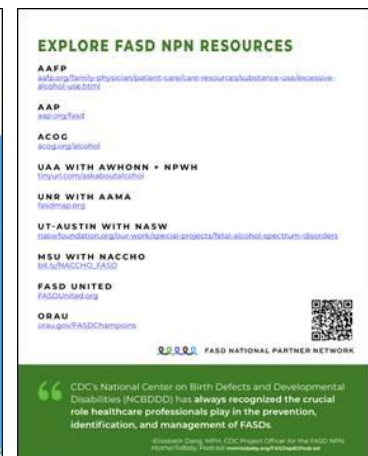 EXPLORE FASD NPN RESOURCES
AAFP
aafp.org/family-physician/patient-care/care-resources/substance-use/excessive-
alcohol-use.html
AAP
aap.org/fasd
ACOG
acog.org/alcohol
UAA WITH AWHONN + NPWH
tinyurl.com/askaboutalcohol
UNR WITH AAMA
fasdmap.org
UT-AUSTIN WITH NASW
naswfoundation.org/our-work/special-projects/fetal-alcohol-spectrum-disorders
MSU WITH NACCHO
bit.ly/NACCHO_FASD
FASD UNITED
FASDUnited.org
ORAU
orau.gov/FASDChampions
FASD NATIONAL PARTNER NETWORK
“ CDC's National Center on Birth Defects and Developmental
Disabilities (NCBDDD) has always recognized the crucial
role healthcare professionals play in the prevention,
identification, and management of FASDs.
-Elizabeth Dang, MPH, CDC Project Officer for the FASD NPN
MotherToBaby Podcast